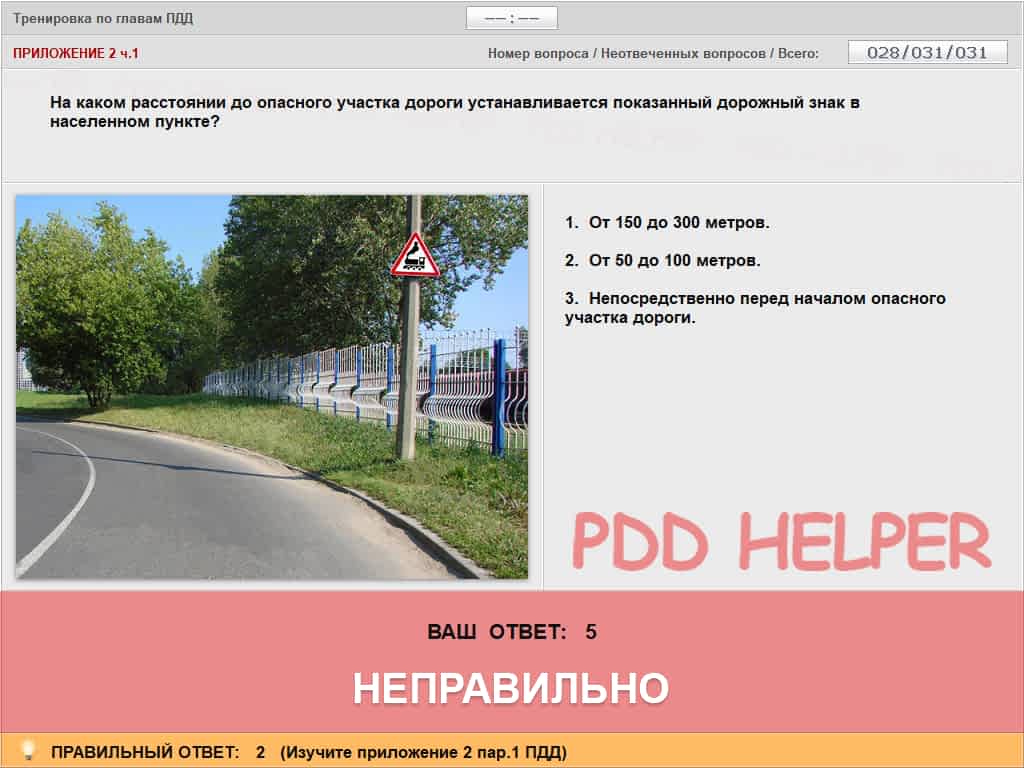 Тренировка по главам ПДД
−− : −−
ПРИЛОЖЕНИЕ 2 ч.1
Номер вопроса / Неотвеченных вопросов / Всего:
028/031/031
На каком расстоянии до опасного участка дороги устанавливается показанный дорожный знак в
населенном пункте?
1. От 150 до 300 метров.
2. От 50 до 100 метров.
3. Непосредственно перед началом опасного
участка дороги.
PDD HELPER
ВАШ ОТВЕТ: 5
НЕПРАВИЛЬНО
ПРАВИЛЬНЫЙ ОТВЕТ: 2 (Изучите приложение 2 пар.1 ПДД)